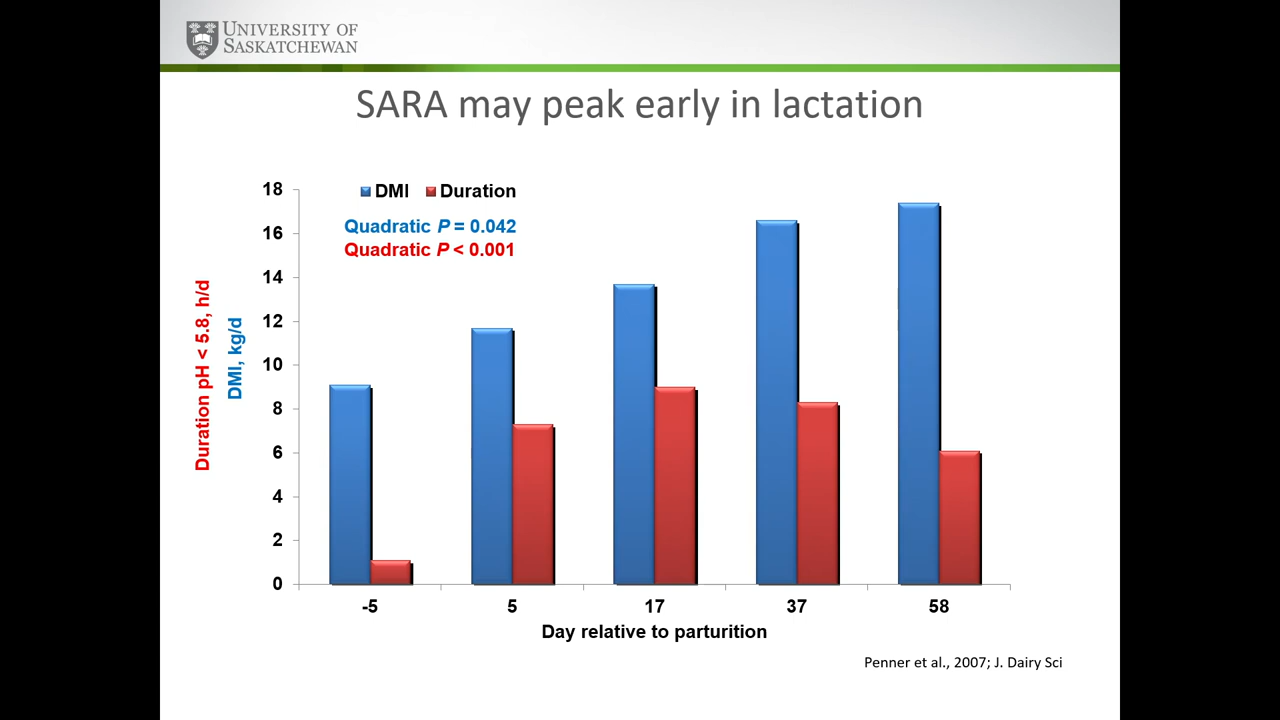 UNIVERSITY OF
SASKATCHEWAN
SARA may peak early in lactation
DMI Duration
Quadratic P = 0.042
Quadratic P < 0.001
Duration pH < 5.8, h/d
DMI, kg/d
18
16
14
12
10
8
6
4
2
0
-5 5 17 37 58
Day relative to parturition
Penner et al., 2007; J. Dairy Sci